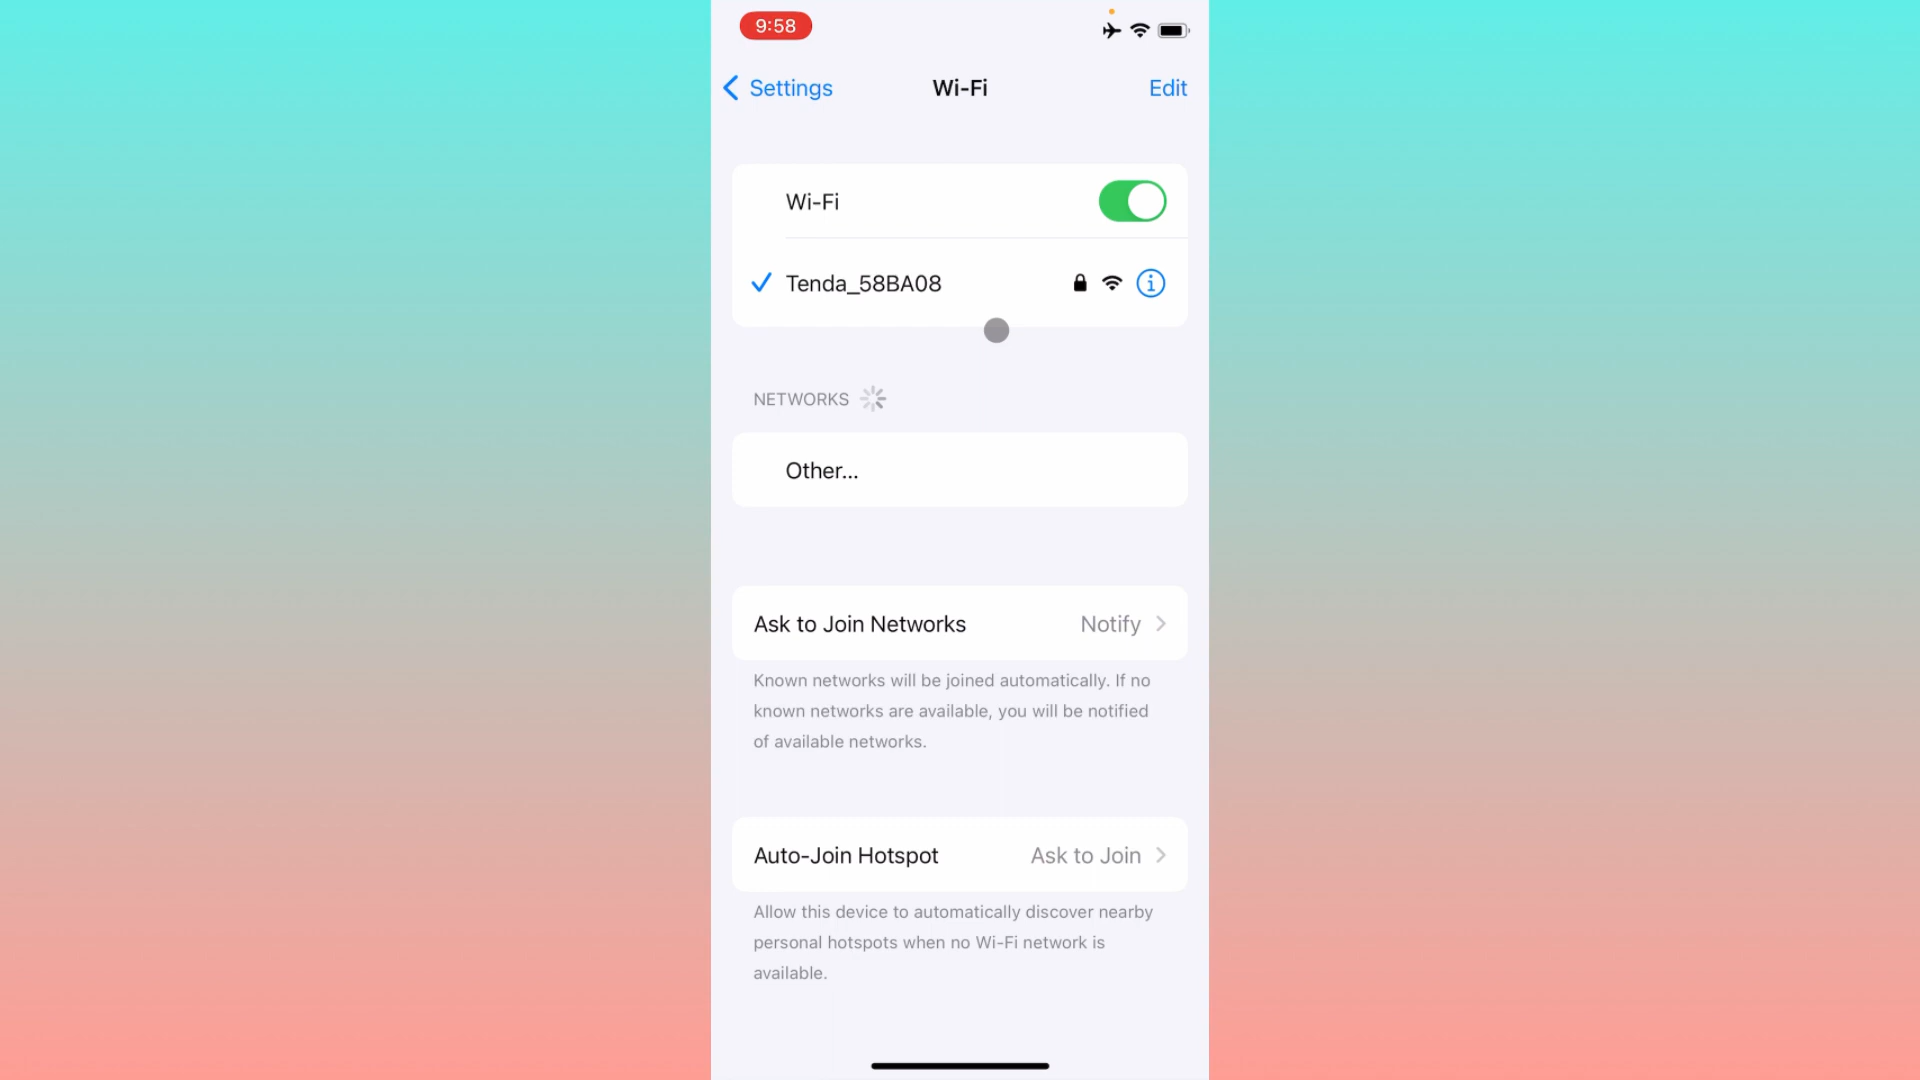 9:58
Settings
Wi-Fi
Edit
Wi-Fi
Tenda_58BA08
NETWORKS
Other...
Ask to Join Networks Notify
Known networks will be joined automatically. If no
known networks are available, you will be notified
of available networks.
Auto-Join Hotspot Ask to Join
Allow this device to automatically discover nearby
personal hotspots when no Wi-Fi network is
available.